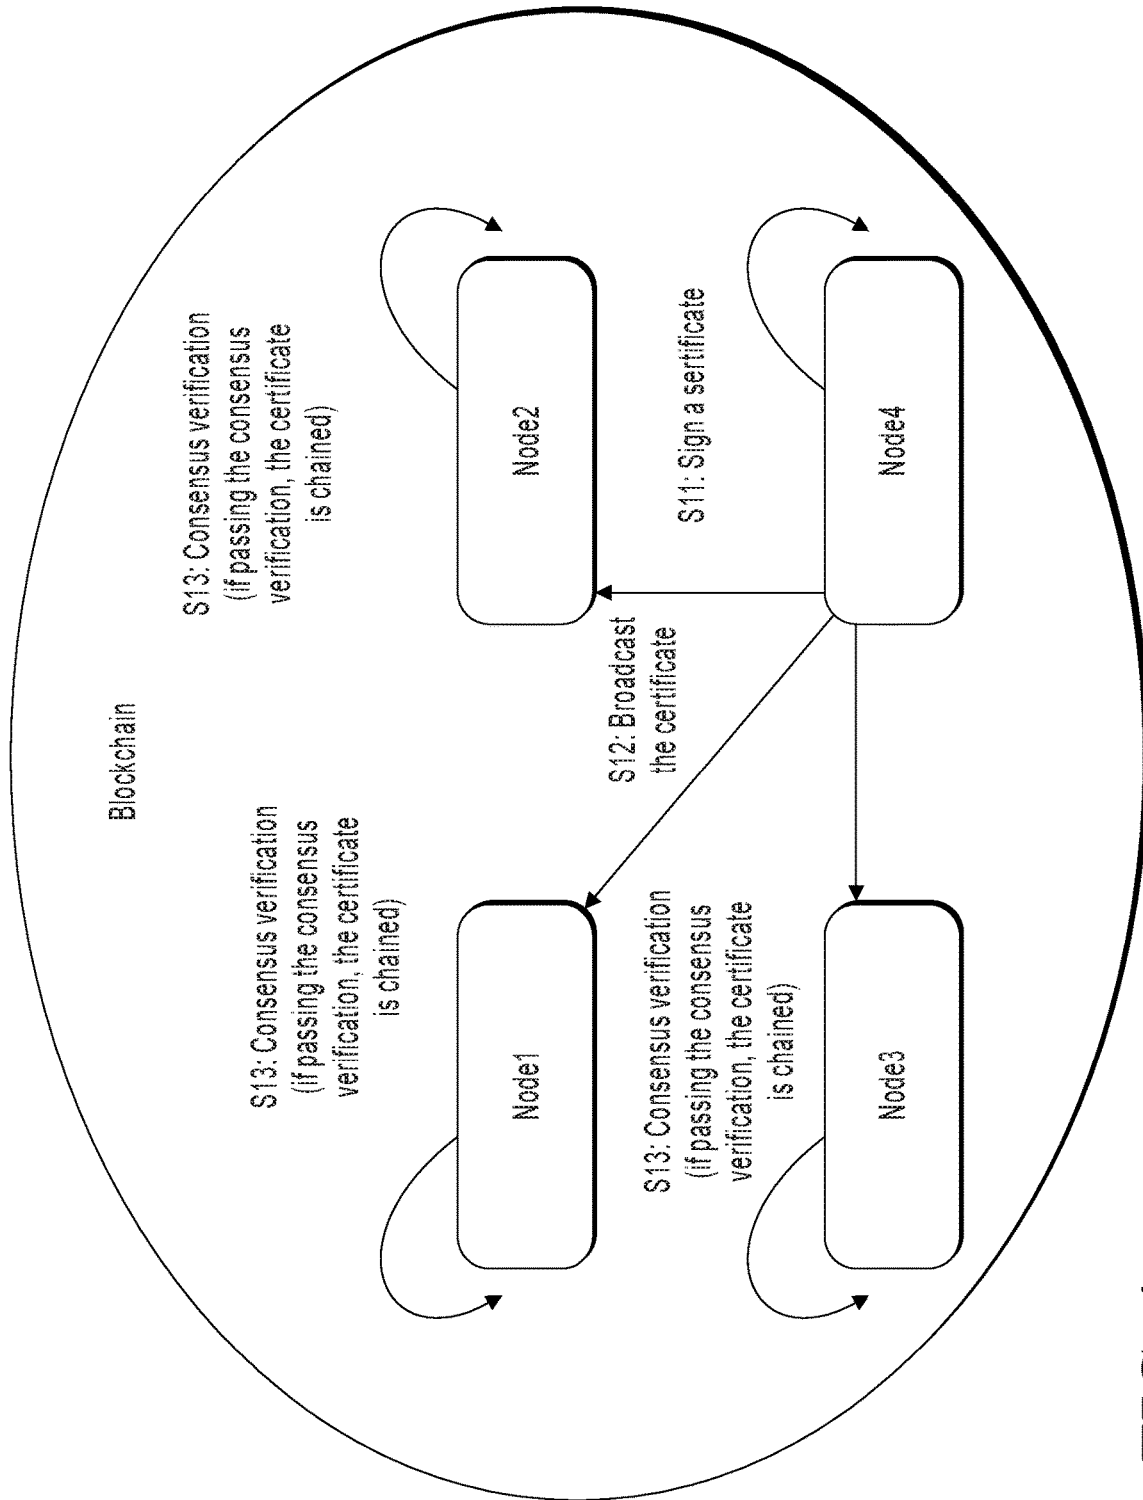 Blockchain
S13: Consensus verification
(if passing the consensus
verification, the certificate
is chained)
S13: Consensus verification
(if passing the consensus
verification, the certificate
is chained)
Node1
Node2
S12: Broadcast
the certificate
S11: Sign a sertificate
S13: Consensus verification
(if passing the consensus
verification, the certificate
is chained)
Node3
Node4